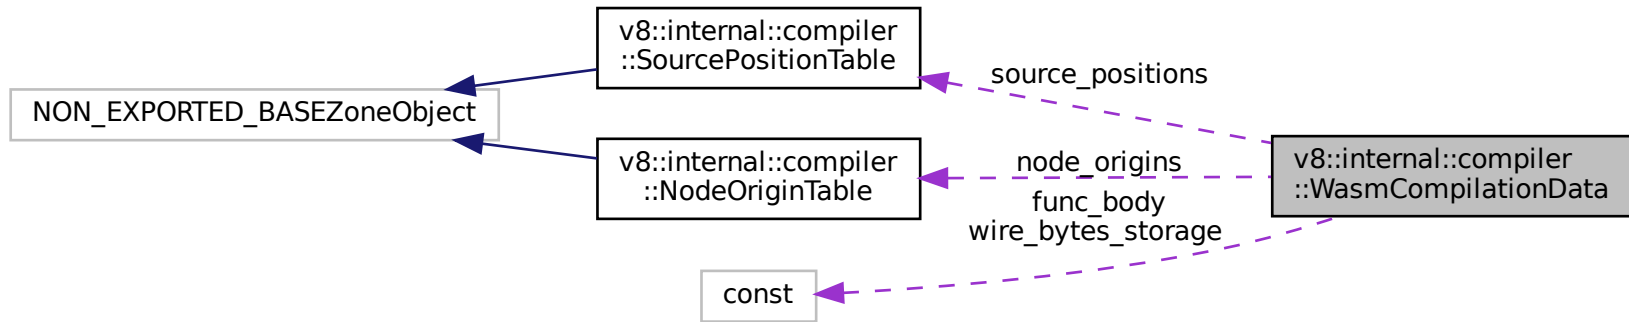 v8::internal::compiler
::SourcePositionTable
source_positions
NON_EXPORTED_BASEZoneObject
v8::internal::compiler
::NodeOriginTable
node_origins
v8::internal::compiler
::WasmCompilationData
func_body
wire_bytes_storage
const